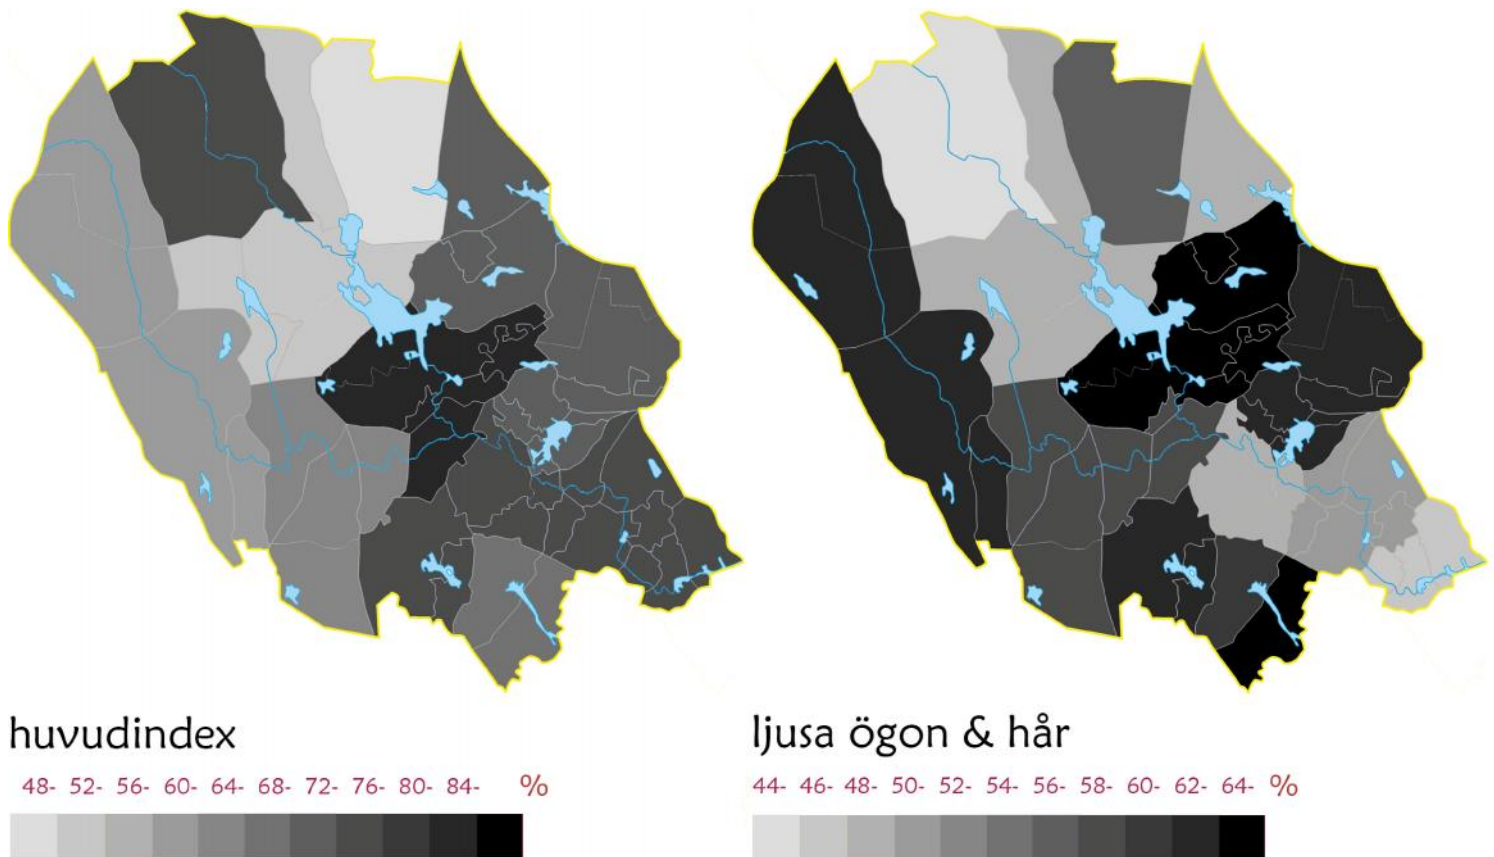 huvudindex
48- 52- 56- 60- 64- 68- 72- 76- 80- 84- %
ljusa ögon & hår
44- 46- 48- 50- 52- 54- 56- 58- 60- 62- 64- %